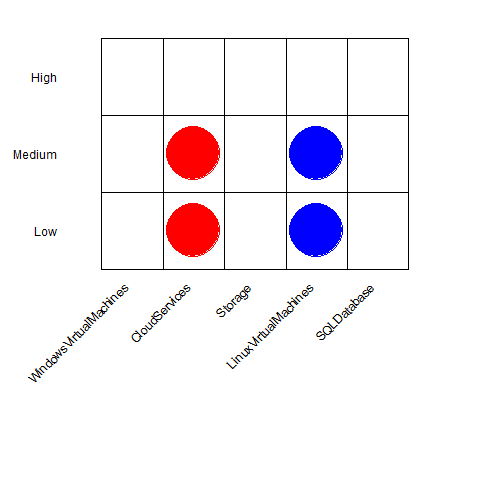 High
Medium
Low
WindowsVirtualMachines
CloudServices
Storage
LinuxVirtualMachines
SQLDatabase